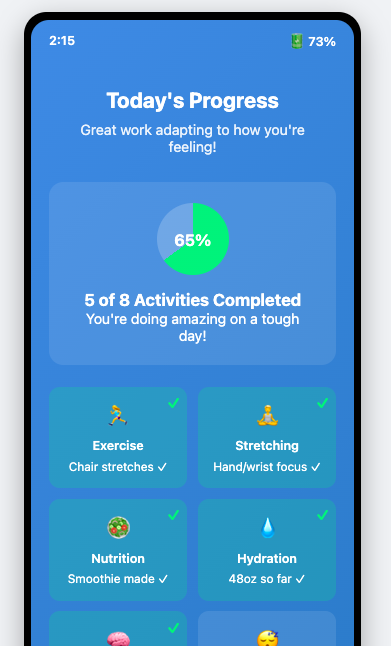 2:15 73%
Today's Progress
Great work adapting to how you're
feeling!
65%
5 of 8 Activities Completed
You're doing amazing on a tough
day!
Exercise
Chair stretches ✓
Stretching
Hand/wrist focus ✓
Nutrition
Smoothie made ✓
Hydration
48oz so far ✓